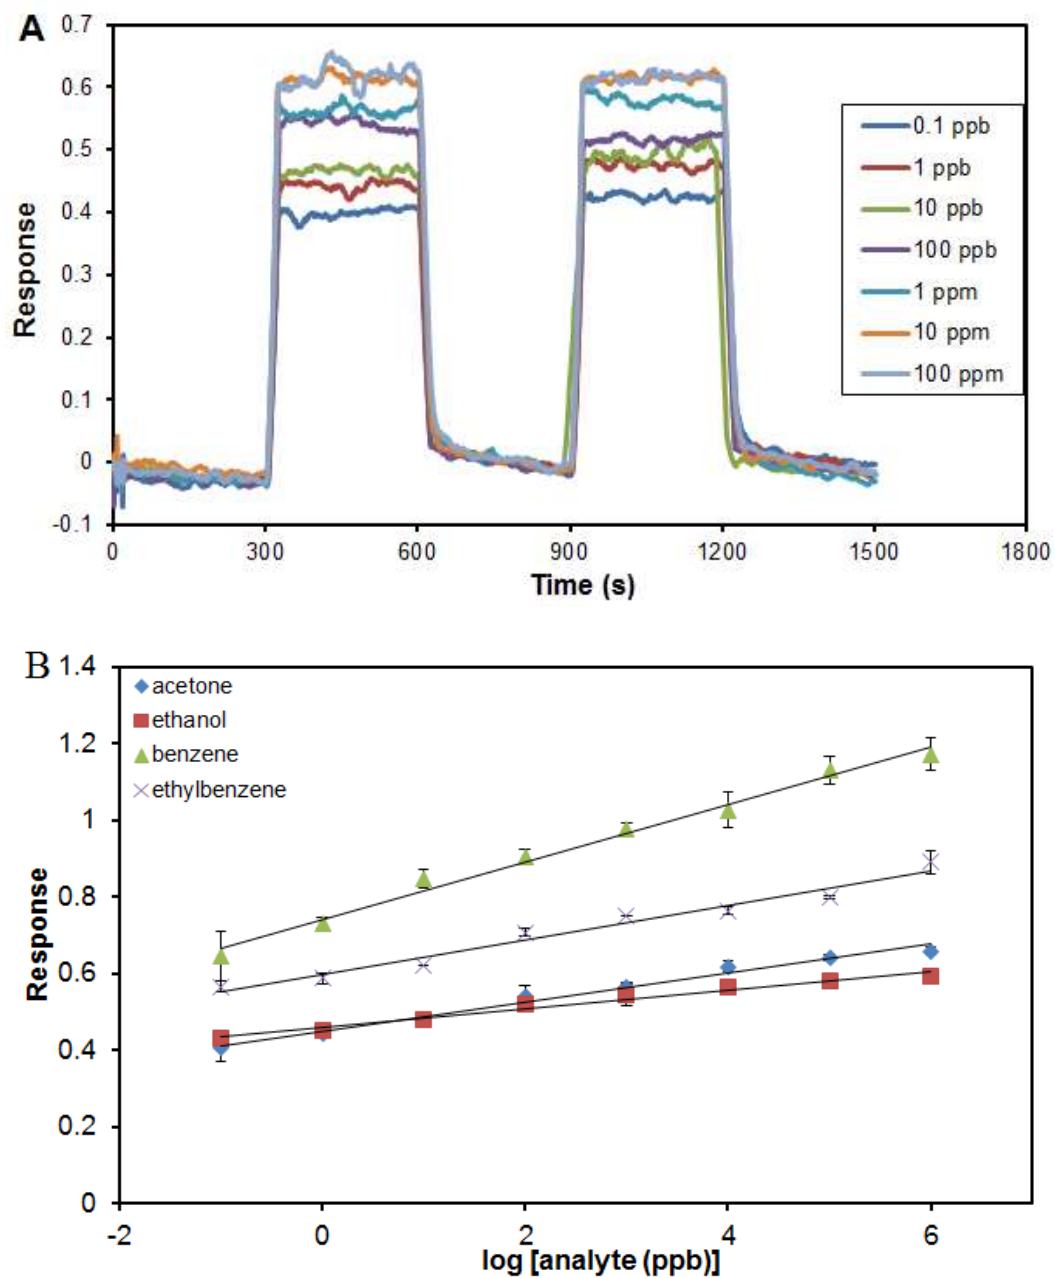 A
0.7
0.6
0.5
0.4
0.3
0.2
0.1
0
-0.1
Response
0.1 ppb
1 ppb
10 ppb
100 ppb
1 ppm
10 ppm
100 ppm
0 300 600 900 1200 1500 1800
Time (s)
B
1.4
1.2
1
0.8
0.6
0.4
0.2
0
Response
acetone
ethanol
benzene
ethylbenzene
-2 0 2 4 6
log [analyte (ppb)]